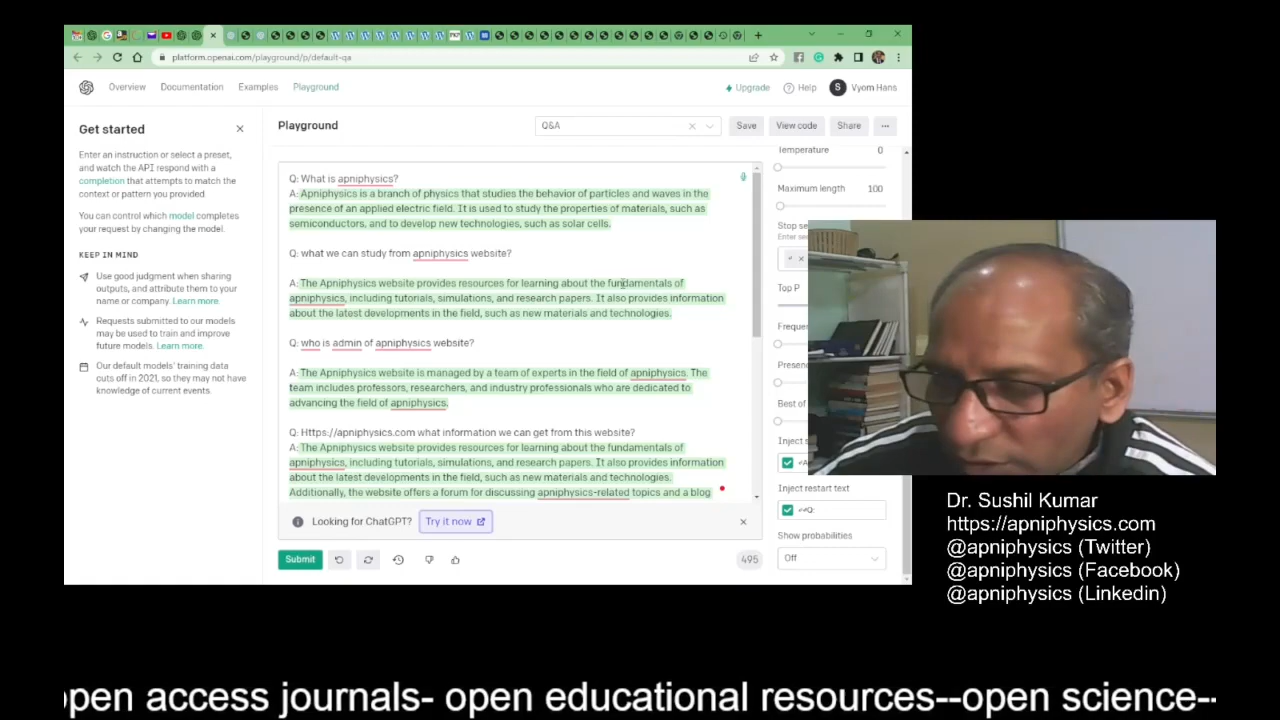 platform.openai.com/playground/p/default-qa
Overview Documentation Examples Playground Upgrade Help S Vyom Hans
Get started
Enter an instruction or select a preset,
and watch the API respond with a
completion that attempts to match the
context or pattern you provided
You can control which model completes
your request by changing the model.
KEEP IN MIND
Use good judgment when sharing
outputs, and attribute them to your
name or company. Learn more.
Requests submitted to our models
may be used to train and improve
future models. Learn more.
Our default models' training data
cuts off in 2021, so they may not have
knowledge of current events.
Playground Q&A Save View code Share ...
Q: What is apniphysics?
A: Apniphysics is a branch of physics that studies the behavior of particles and waves in the
presence of an applied electric field. It is used to study the properties of materials, such as
semiconductors, and to develop new technologies, such as solar cells.
Q: what we can study from apniphysics website?
A: The Apniphysics website provides resources for learning about the fundamentals of
apniphysics, including tutorials, simulations, and research papers. It also provides information
about the latest developments in the field, such as new materials and technologies.
Q: who is admin of apniphysics website?
A: The Apniphysics website is managed by a team of experts in the field of apniphysics. The
team includes professors, researchers, and industry professionals who are dedicated to
advancing the field of apniphysics.
Q: Https://apniphysics.com what information we can get from this website?
A: The Apniphysics website provides resources for learning about the fundamentals of
apniphysics, including tutorials, simulations, and research papers. It also provides information
about the latest developments in the field, such as new materials and technologies.
Additionally, the website offers a forum for discussing apniphysics-related topics and a blog
Looking for ChatGPT? Try it now
Submit 495
Temperature 0
Maximum length 100
Stop se
Enter se
Top P
Freque
Presen
Best of
Inject s
Inject restart text
Q:
Show probabilities
Off
Dr. Sushil Kumar
https://apniphysics.com
@apniphysics (Twitter)
@apniphysics (Facebook)
@apniphysics (Linkedin)
open access journals- open educational resources--open science--